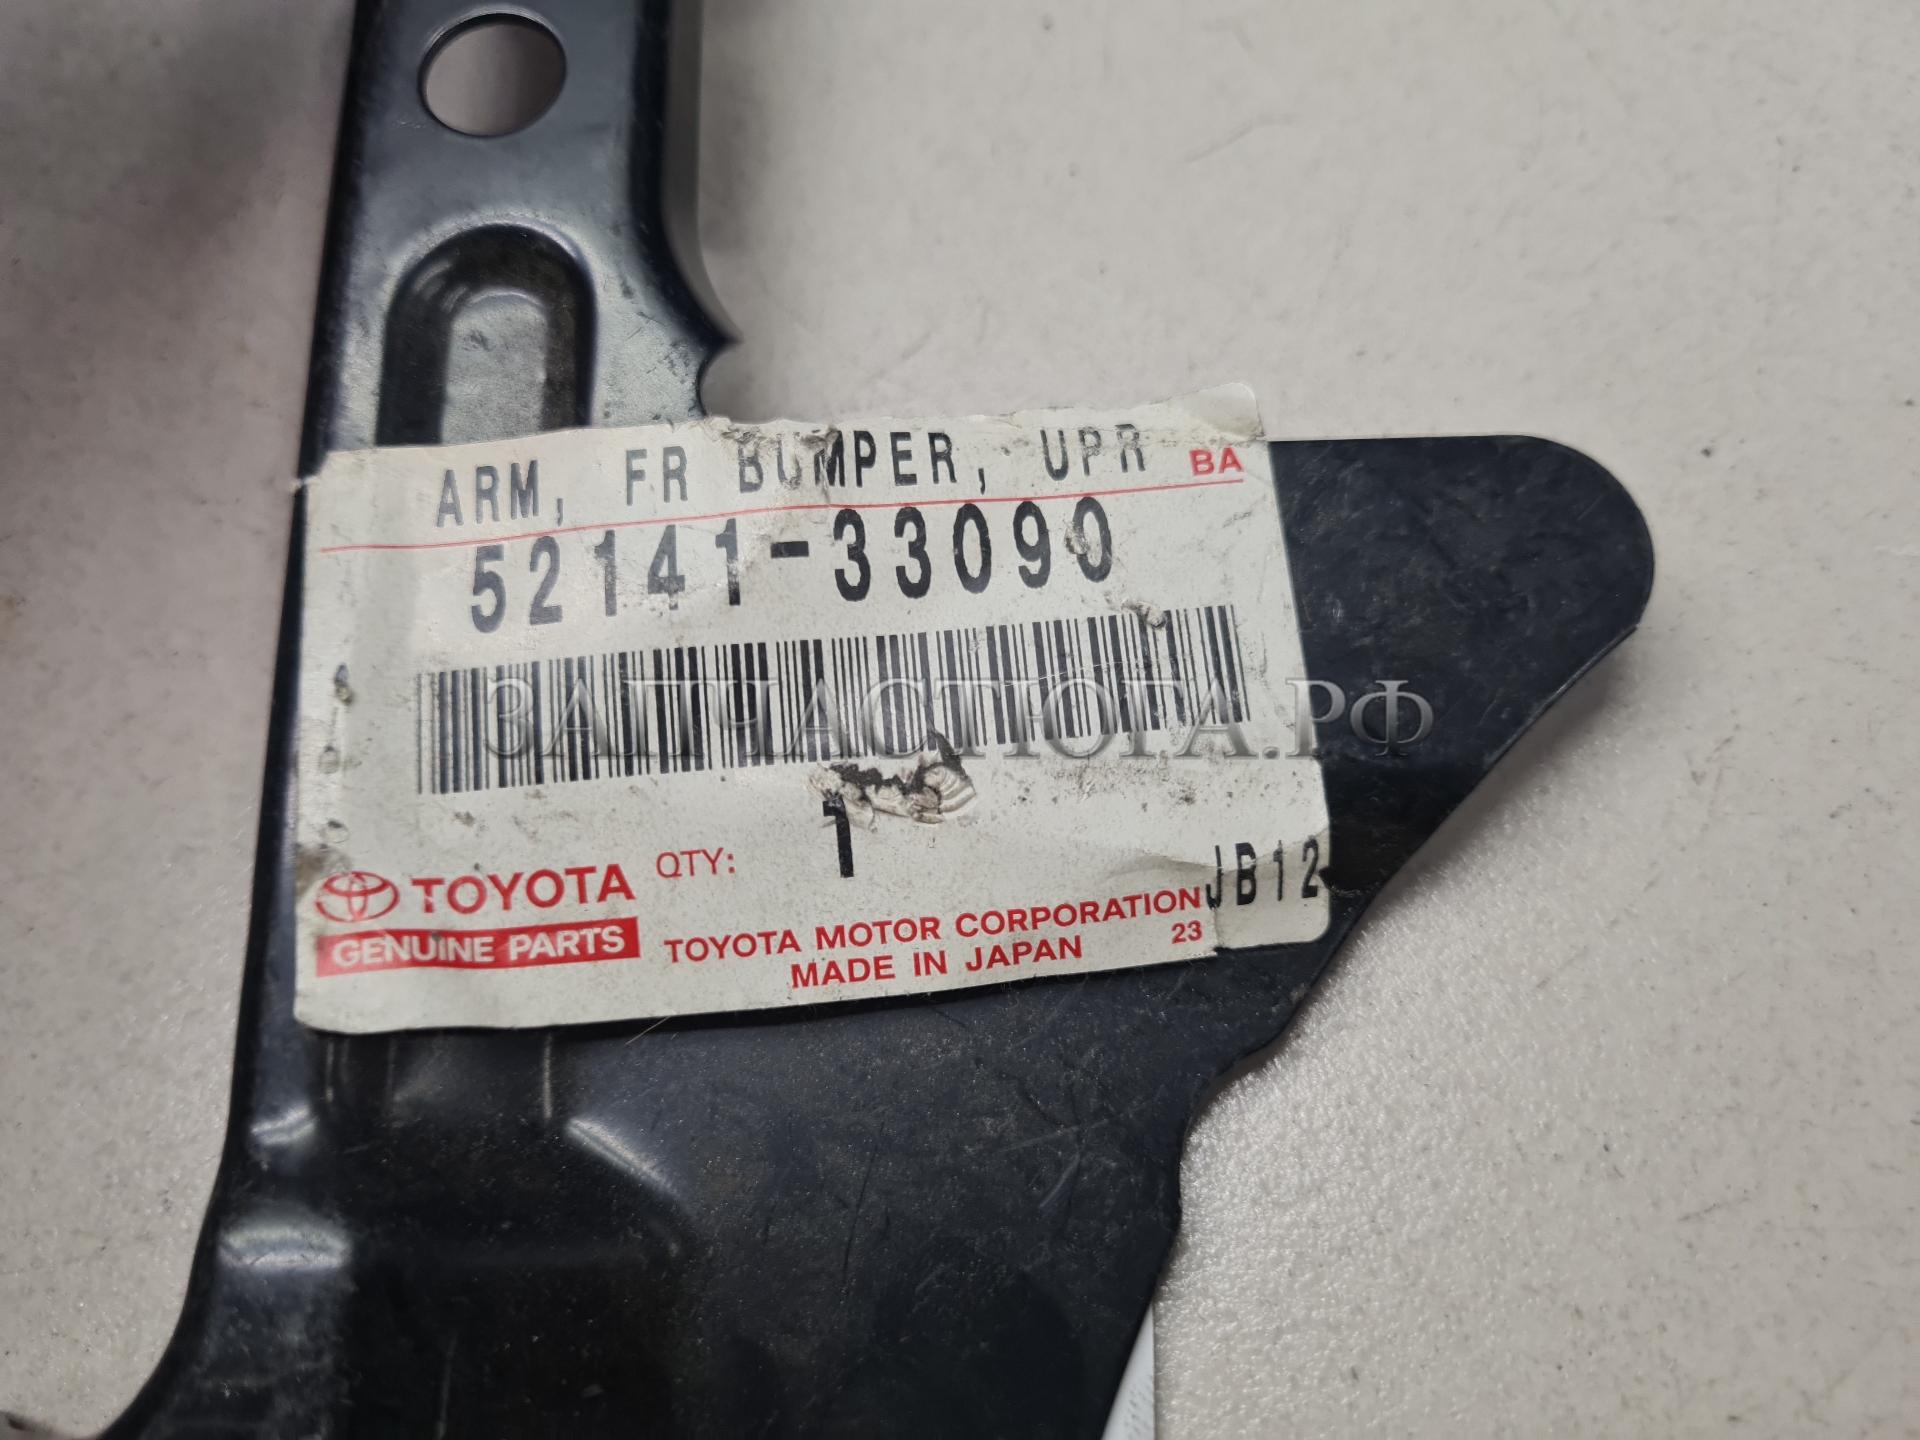 ARM, FR BUMPER, UPR BA
52141-33090
ЗАПЧАСТЮГА.РФ
QTY: 1
JB12
TOYOTA
GENUINE PARTS
TOYOTA MOTOR CORPORATION
MADE IN JAPAN 23